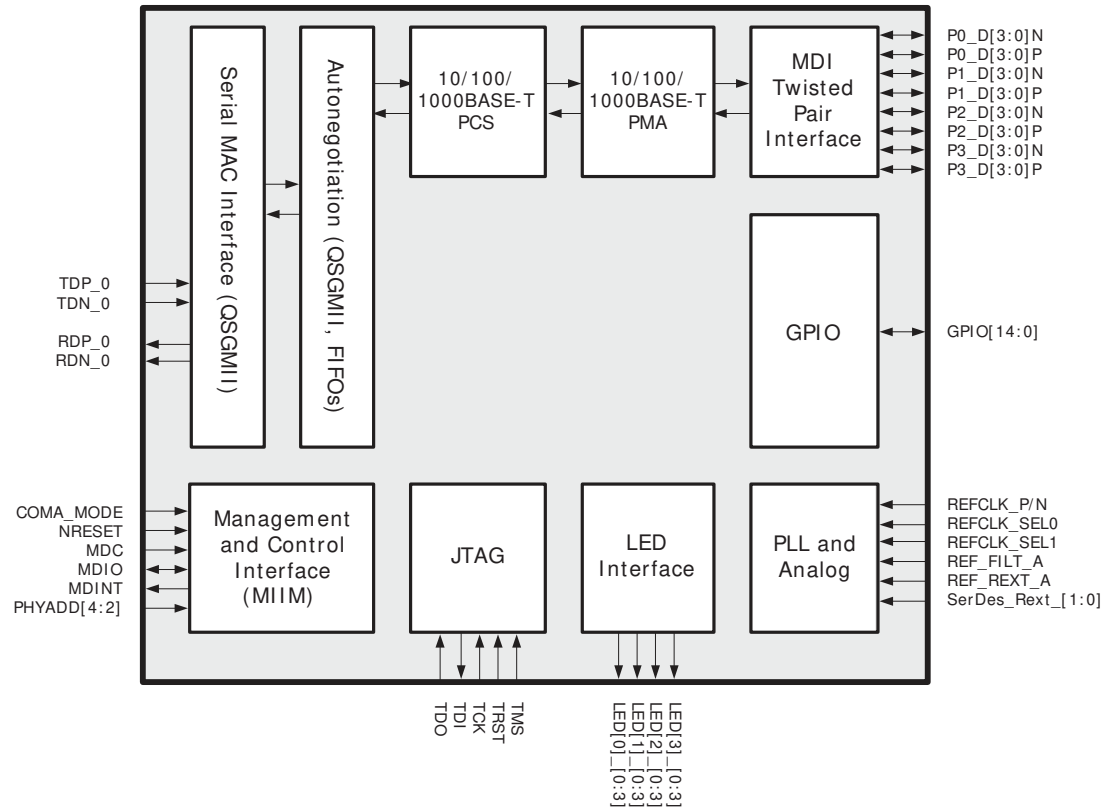 Serial MAC Interface (QSGMII)
Autonegotiation (QSGMII, FIFOs)
10/100/
1000BASE-T
PCS
10/100/
1000BASE-T
PMA
MDI
Twisted
Pair
Interface
P0_D[3:0]N
P0_D[3:0]P
P1_D[3:0]N
P1_D[3:0]P
P2_D[3:0]N
P2_D[3:0]P
P3_D[3:0]N
P3_D[3:0]P
TDP_0
TDN_0
RDP_0
RDN_0
GPIO
GPIO[14:0]
COMA_MODE
NRESET
MDC
MDIO
MDINT
PHYADD[4:2]
Management
and Control
Interface
(MIIM)
JTAG
LED
Interface
PLL and
Analog
REFCLK_P/N
REFCLK_SEL0
REFCLK_SEL1
REF_FILT_A
REF_REXT_A
SerDes_Rext_[1:0]
TDO
TDI
TCK
TRST
TMS
LED[0]_[0:3]
LED[1]_[0:3]
LED[2]_[0:3]
LED[3]_[0:3]